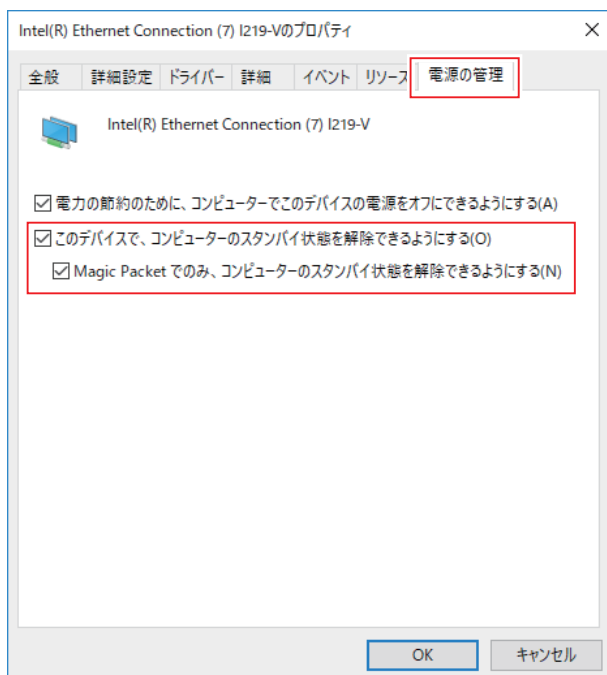 Intel(R) Ethernet Connection (7) I219-Vのプロパティ
全般 詳細設定 ドライバー 詳細 イベント リソース 電源の管理
Intel(R) Ethernet Connection (7) I219-V
電力の節約のために、コンピューターでこのデバイスの電源をオフにできるようにする(A)
このデバイスで、コンピューターのスタンバイ状態を解除できるようにする(O)
Magic Packet でのみ、コンピューターのスタンバイ状態を解除できるようにする(N)
OK キャンセル